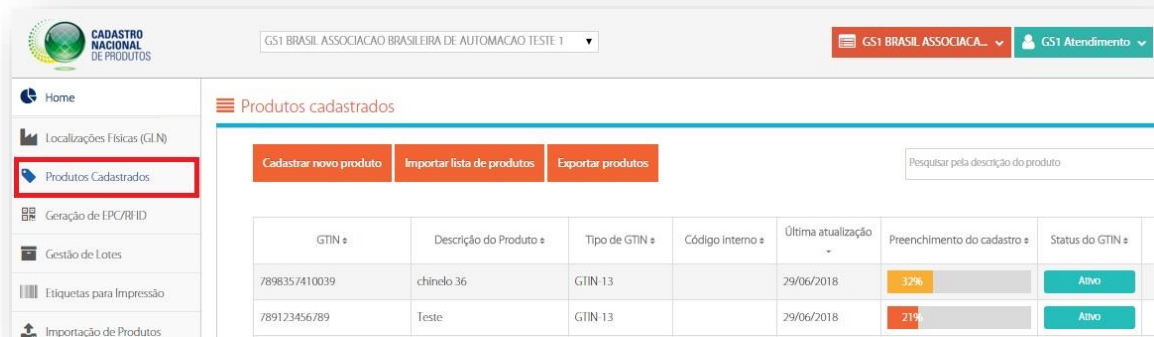 CADASTRO
NACIONAL
DE PRODUTOS
GS1 BRASIL ASSOCIACAO BRASILEIRA DE AUTOMACAO TESTE 1
GS1 BRASIL ASSOCIACA...
GS1 Atendimento
Home
Localizações Físicas (GLN)
Produtos Cadastrados
Geração de EPC/RFID
Gestão de Lotes
Etiquetas para Impressão
Importação de Produtos
Produtos cadastrados
Cadastrar novo produto Importar lista de produtos Exportar produtos
Pesquisar pela descrição do produto
GTIN Descrição do Produto Tipo de GTIN Código interno Última atualização Preenchimento do cadastro Status do GTIN
7898357410039 chinelo 36 GTIN-13 29/06/2018 32% Ativo
789123456789 Teste GTIN-13 29/06/2018 21% Ativo